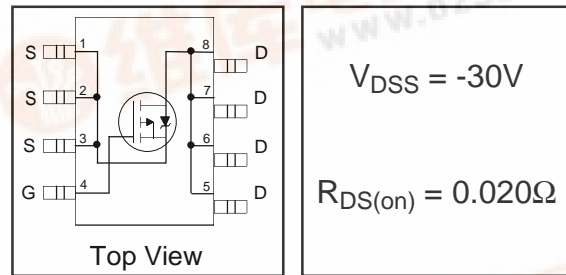 S 1 8 D
S 2 7 D
S 3 6 D
G 4 5 D
Top View
VDSS = -30V
RDS(on) = 0.020Ω